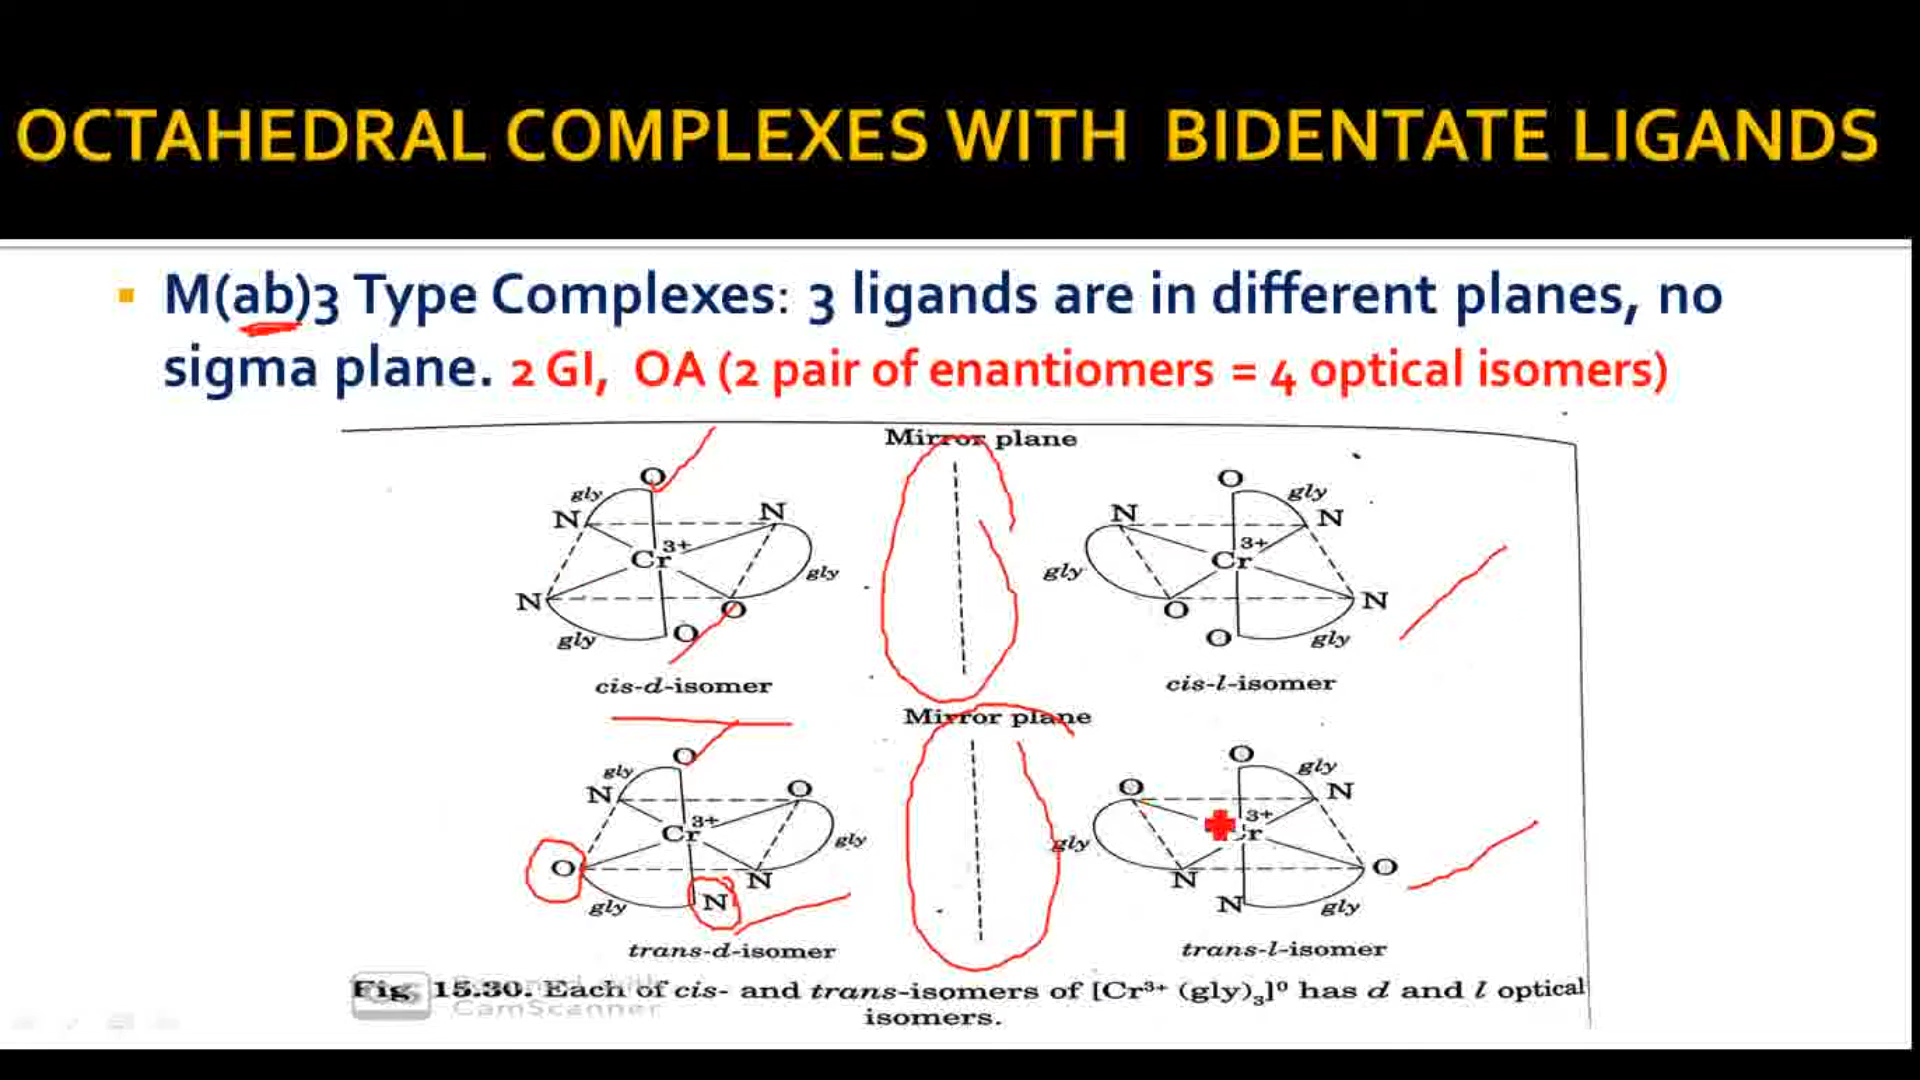 OCTAHEDRAL COMPLEXES WITH BIDENTATE LIGANDS
▪ M(ab)3 Type Complexes: 3 ligands are in different planes, no
sigma plane. 2 GI, OA (2 pair of enantiomers = 4 optical isomers)
Mirror plane
O O
gly gly
N N N N
3+ 3+
Cr Cr
gly gly
N O O N
gly O O gly
cis-d-isomer cis-l-isomer
Mirror plane
O O
gly gly
N O O N
3+ 3+
Cr Cr
gly gly
O N N O
gly N N gly
trans-d-isomer trans-l-isomer
Fig. 15.30. Each of cis- and trans-isomers of [Cr³⁺ (gly)₃]⁰ has d and l optical
CamScanner
isomers.